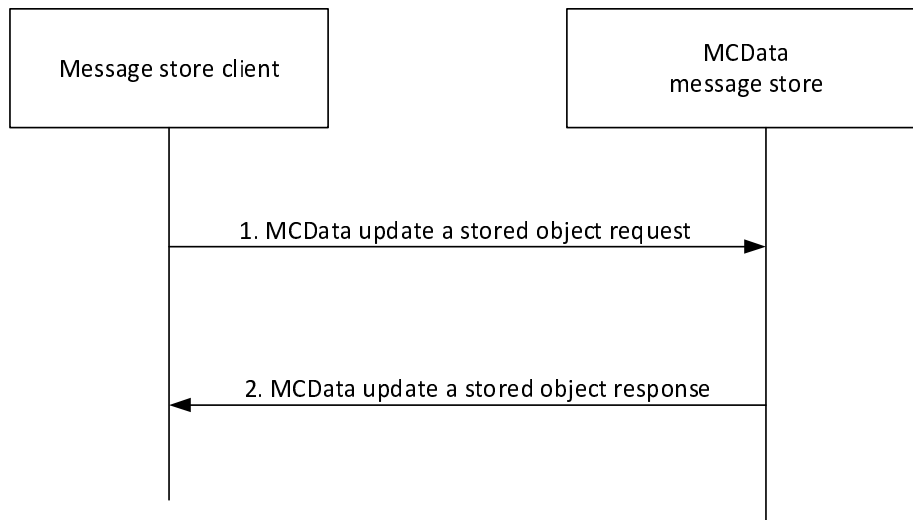 Message store client
MCData
message store
1. MCData update a stored object request
2. MCData update a stored object response